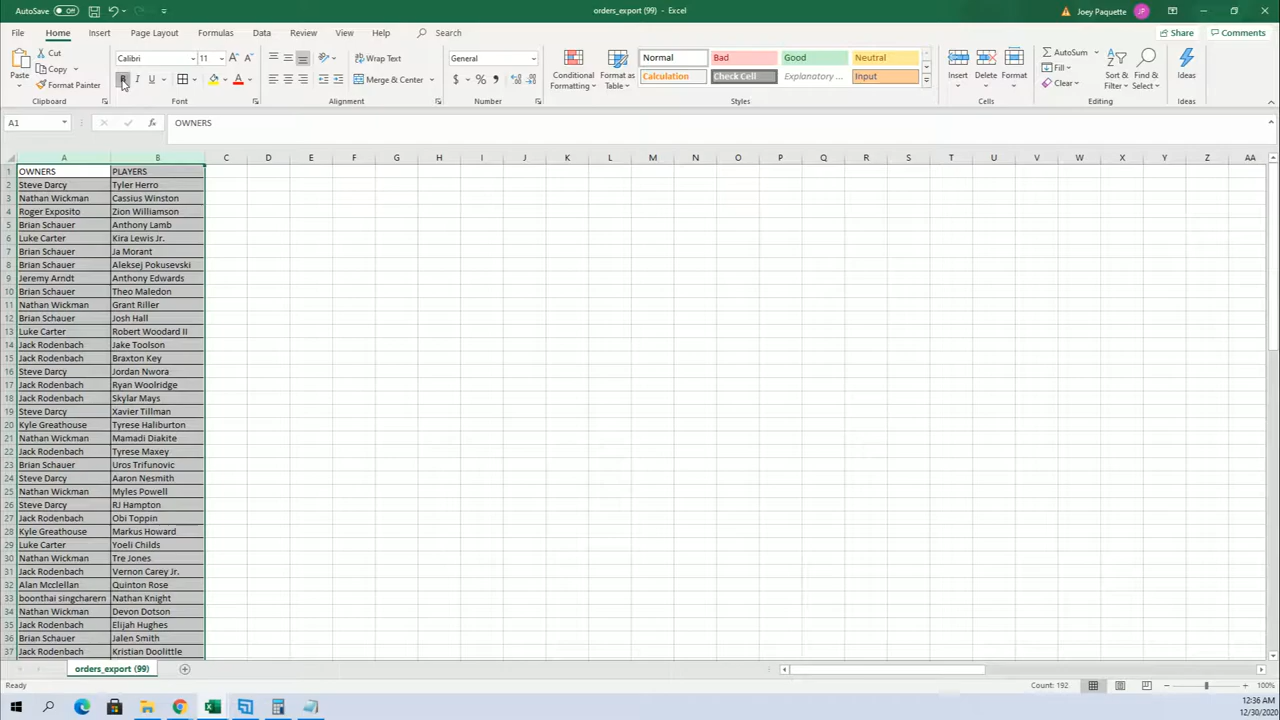 AutoSave Off orders_export (99) - Excel Joey Paquette JP
File Home Insert Page Layout Formulas Data Review View Help Search Share Comments
Paste Cut Copy Format Painter Clipboard
Calibri 11 B I U A Font
Wrap Text Merge & Center Alignment
General $ % Number
Conditional Formatting Format as Table
Normal Bad Good Neutral
Calculation Check Cell Explanatory ... Input
Styles
Insert Delete Format Cells
AutoSum Fill Clear Sort & Filter Find & Select Editing
Ideas Ideas
A1 fx OWNERS
A B C D E F G H I J K L M N O P Q R S T U V W X Y Z AA
1 OWNERS PLAYERS
2 Steve Darcy Tyler Herro
3 Nathan Wickman Cassius Winston
4 Roger Exposito Zion Williamson
5 Brian Schauer Anthony Lamb
6 Luke Carter Kira Lewis Jr.
7 Brian Schauer Ja Morant
8 Brian Schauer Aleksej Pokusevski
9 Jeremy Arndt Anthony Edwards
10 Brian Schauer Theo Maledon
11 Nathan Wickman Grant Riller
12 Brian Schauer Josh Hall
13 Luke Carter Robert Woodard II
14 Jack Rodenbach Jake Toolson
15 Jack Rodenbach Braxton Key
16 Steve Darcy Jordan Nwora
17 Jack Rodenbach Ryan Woolridge
18 Jack Rodenbach Skylar Mays
19 Steve Darcy Xavier Tillman
20 Kyle Greathouse Tyrese Haliburton
21 Nathan Wickman Mamadi Diakite
22 Jack Rodenbach Tyrese Maxey
23 Brian Schauer Uros Trifunovic
24 Steve Darcy Aaron Nesmith
25 Nathan Wickman Myles Powell
26 Steve Darcy RJ Hampton
27 Jack Rodenbach Obi Toppin
28 Kyle Greathouse Markus Howard
29 Luke Carter Yoeli Childs
30 Nathan Wickman Tre Jones
31 Jack Rodenbach Vernon Carey Jr.
32 Alan Mcclellan Quinton Rose
33 boonthai singcharern Nathan Knight
34 Nathan Wickman Devon Dotson
35 Jack Rodenbach Elijah Hughes
36 Brian Schauer Jalen Smith
37 Jack Rodenbach Kristian Doolittle
orders_export (99)
Ready Count: 192 100%
12:36 AM
12/30/2020